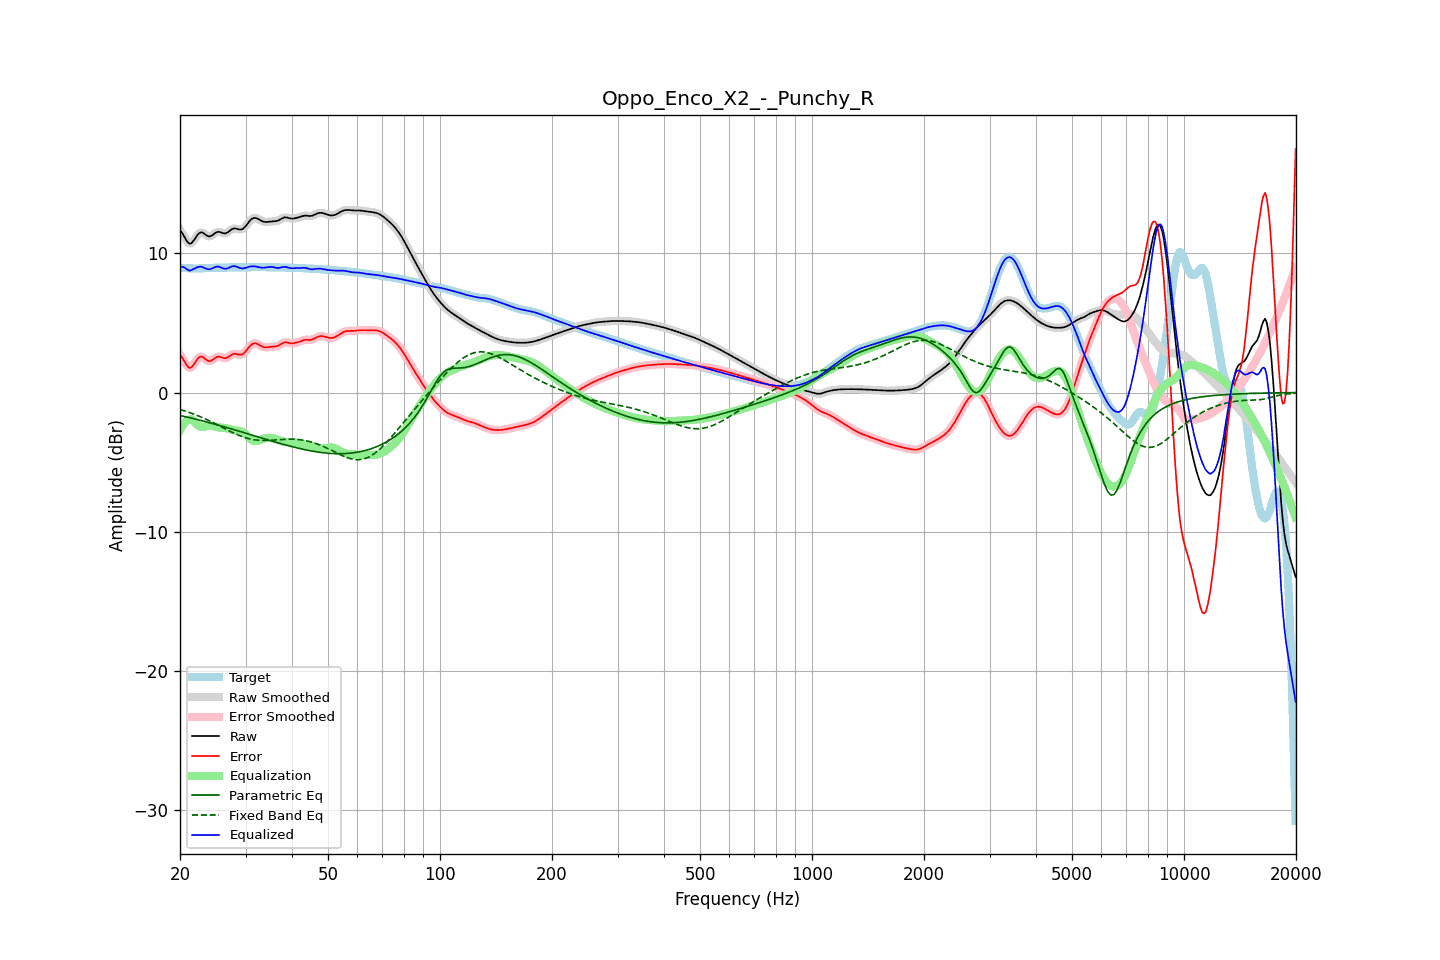 Oppo_Enco_X2_-_Punchy_R
Amplitude (dBr)
10
0
−10
−20
−30
Target
Raw Smoothed
Error Smoothed
Raw
Error
Equalization
Parametric Eq
Fixed Band Eq
Equalized
20 50 100 200 500 1000 2000 5000 10000 20000
Frequency (Hz)